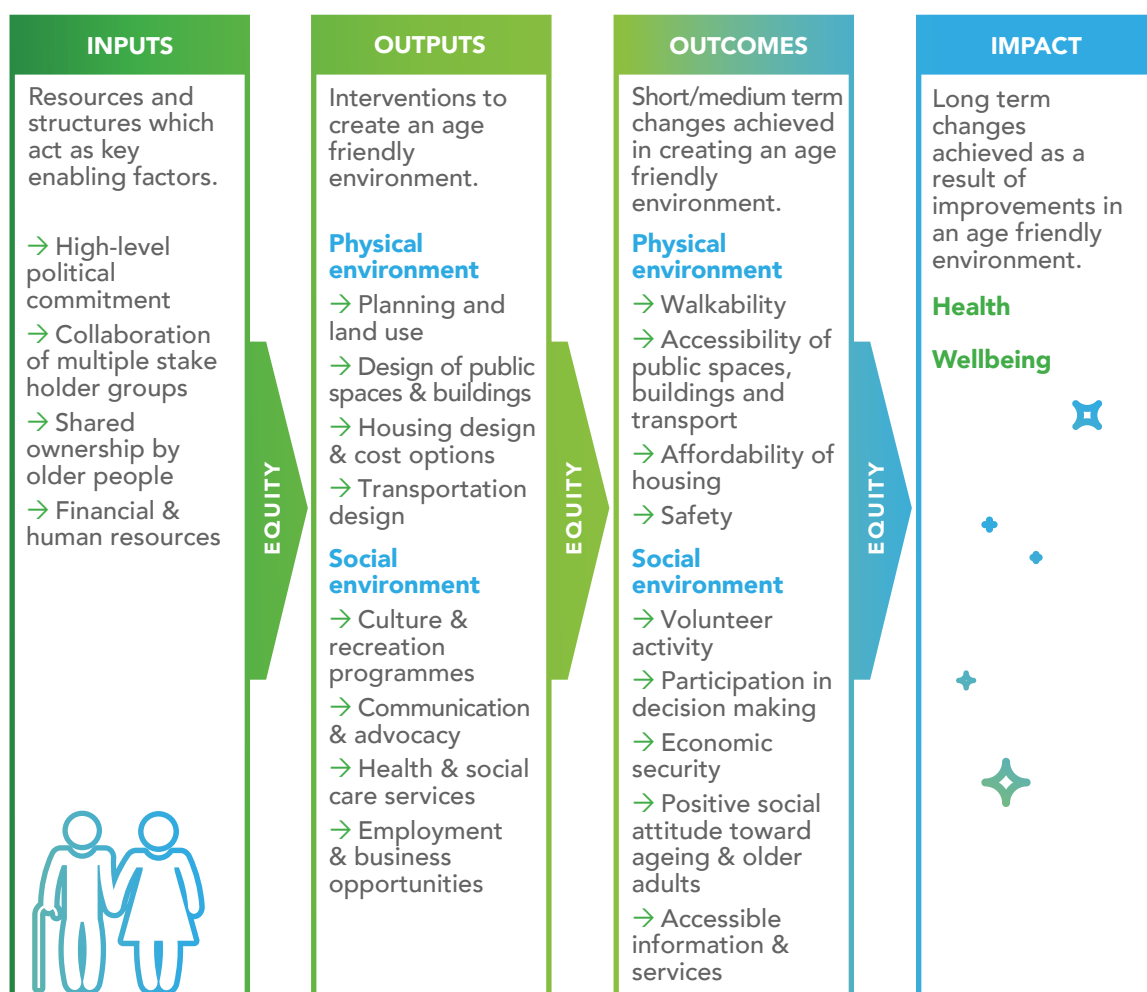 INPUTS
Resources and
structures which
act as key
enabling factors.
→ High-level
political
commitment
→ Collaboration
of multiple stake
holder groups
→ Shared
ownership by
older people
→ Financial &
human resources
EQUITY
OUTPUTS
Interventions to
create an age
friendly
environment.
Physical
environment
→ Planning and
land use
→ Design of public
spaces & buildings
→ Housing design
& cost options
→ Transportation
design
Social
environment
→ Culture &
recreation
programmes
→ Communication
& advocacy
→ Health & social
care services
→ Employment
& business
opportunities
EQUITY
OUTCOMES
Short/medium term
changes achieved
in creating an age
friendly
environment.
Physical
environment
→ Walkability
→ Accessibility of
public spaces,
buildings and
transport
→ Affordability of
housing
→ Safety
Social
environment
→ Volunteer
activity
→ Participation in
decision making
→ Economic
security
→ Positive social
attitude toward
ageing & older
adults
→ Accessible
information &
services
EQUITY
IMPACT
Long term
changes
achieved as a
result of
improvements in
an age friendly
environment.
Health
Wellbeing